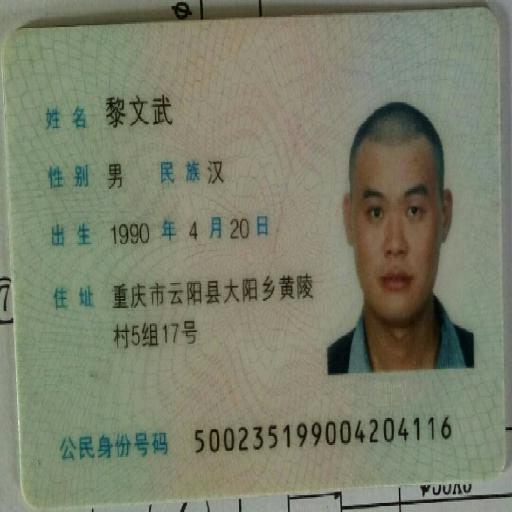 姓名 黎文武
性别 男 民族 汉
出生 1990 年 4 月 20 日
住址 重庆市云阳县大阳乡黄陵
村5组17号
公民身份号码 500235199004204116